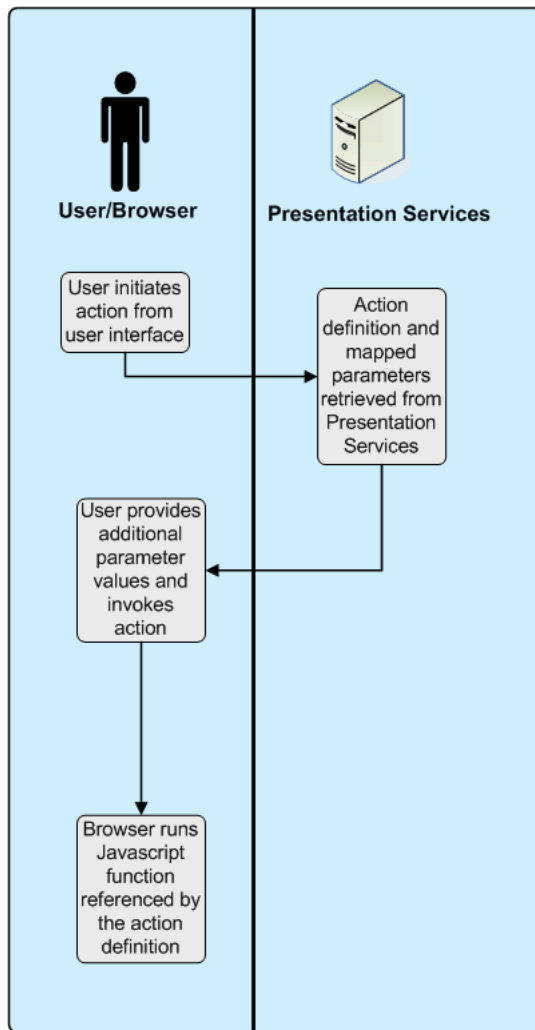 User/Browser
Presentation Services
User initiates
action from
user interface
Action
definition and
mapped
parameters
retrieved from
Presentation
Services
User provides
additional
parameter
values and
invokes
action
Browser runs
Javascript
function
referenced by
the action
definition